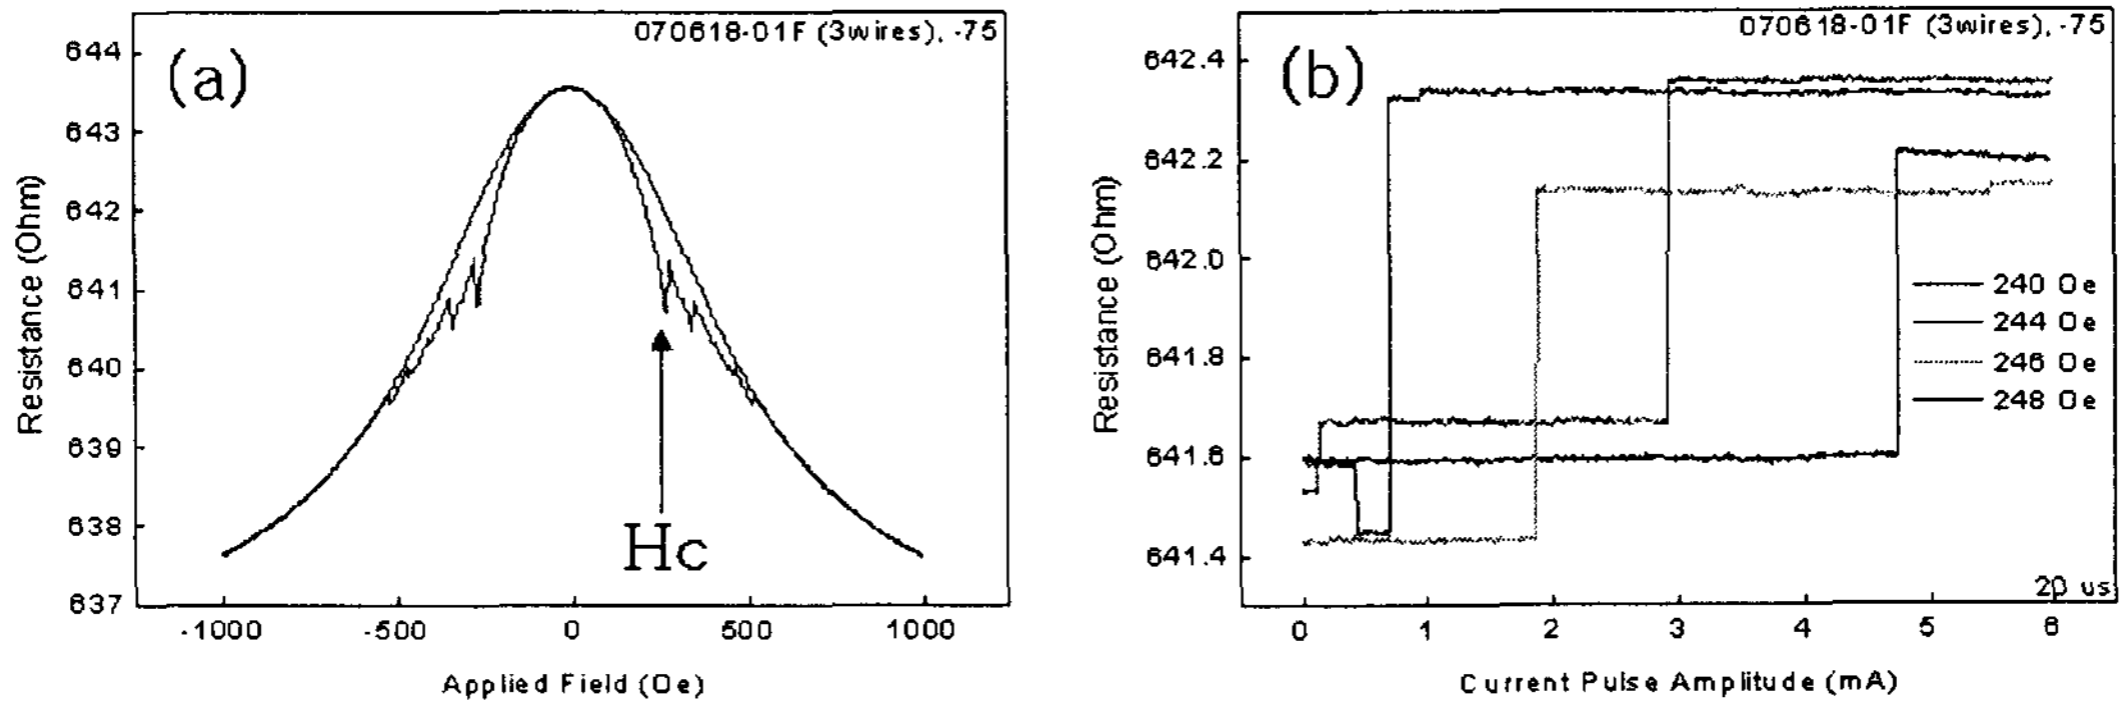 070618-01F (3wires), -75
(a)
644
643
642
641
640
639
638
637
Resistance (Ohm)
Hc
-1000 -500 0 500 1000
Applied Field (Oe)
070618-01F (3wires), -75
(b)
642.4
642.2
642.0
641.8
641.6
641.4
Resistance (Ohm)
240 Oe
244 Oe
246 Oe
248 Oe
20 us
0 1 2 3 4 5 6
Current Pulse Amplitude (mA)